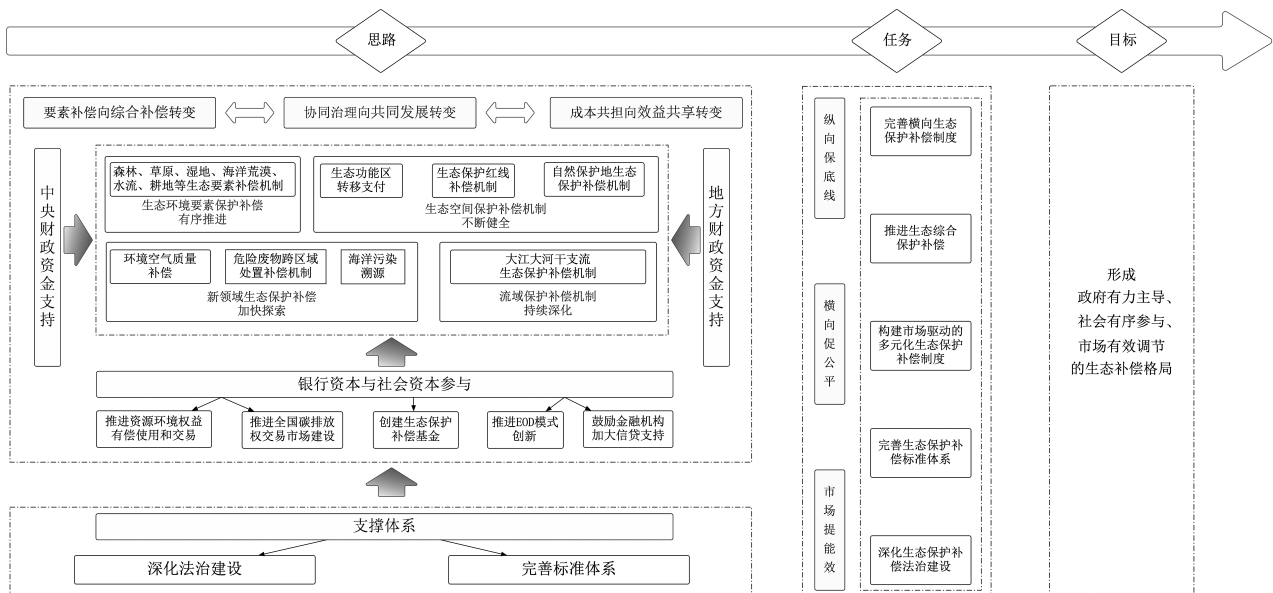 思路
任务
目标
要素补偿向综合补偿转变
协同治理向共同发展转变
成本共担向效益共享转变
中央财政资金支持
森林、草原、湿地、海洋荒漠、
水流、耕地等生态要素补偿机制
生态环境要素保护补偿
有序推进
生态功能区
转移支付
生态保护红线
补偿机制
自然保护地生态
保护补偿机制
生态空间保护补偿机制
不断健全
环境空气质量
补偿
危险废物跨区域
处置补偿机制
海洋污染
溯源
新领域生态保护补偿
加快探索
大江大河干支流
生态保护补偿机制
流域保护补偿机制
持续深化
地方财政资金支持
银行资本与社会资本参与
推进资源环境权益
有偿使用和交易
推进全国碳排放
权交易市场建设
创建生态保护
补偿基金
推进EOD模式
创新
鼓励金融机构
加大信贷支持
支撑体系
深化法治建设
完善标准体系
纵向保底线
横向促公平
市场提能效
完善横向生态
保护补偿制度
推进生态综合
保护补偿
构建市场驱动的
多元化生态保护
补偿制度
完善生态保护补
偿标准体系
深化生态保护补
偿法治建设
形成
政府有力主导、
社会有序参与、
市场有效调节
的生态补偿格局